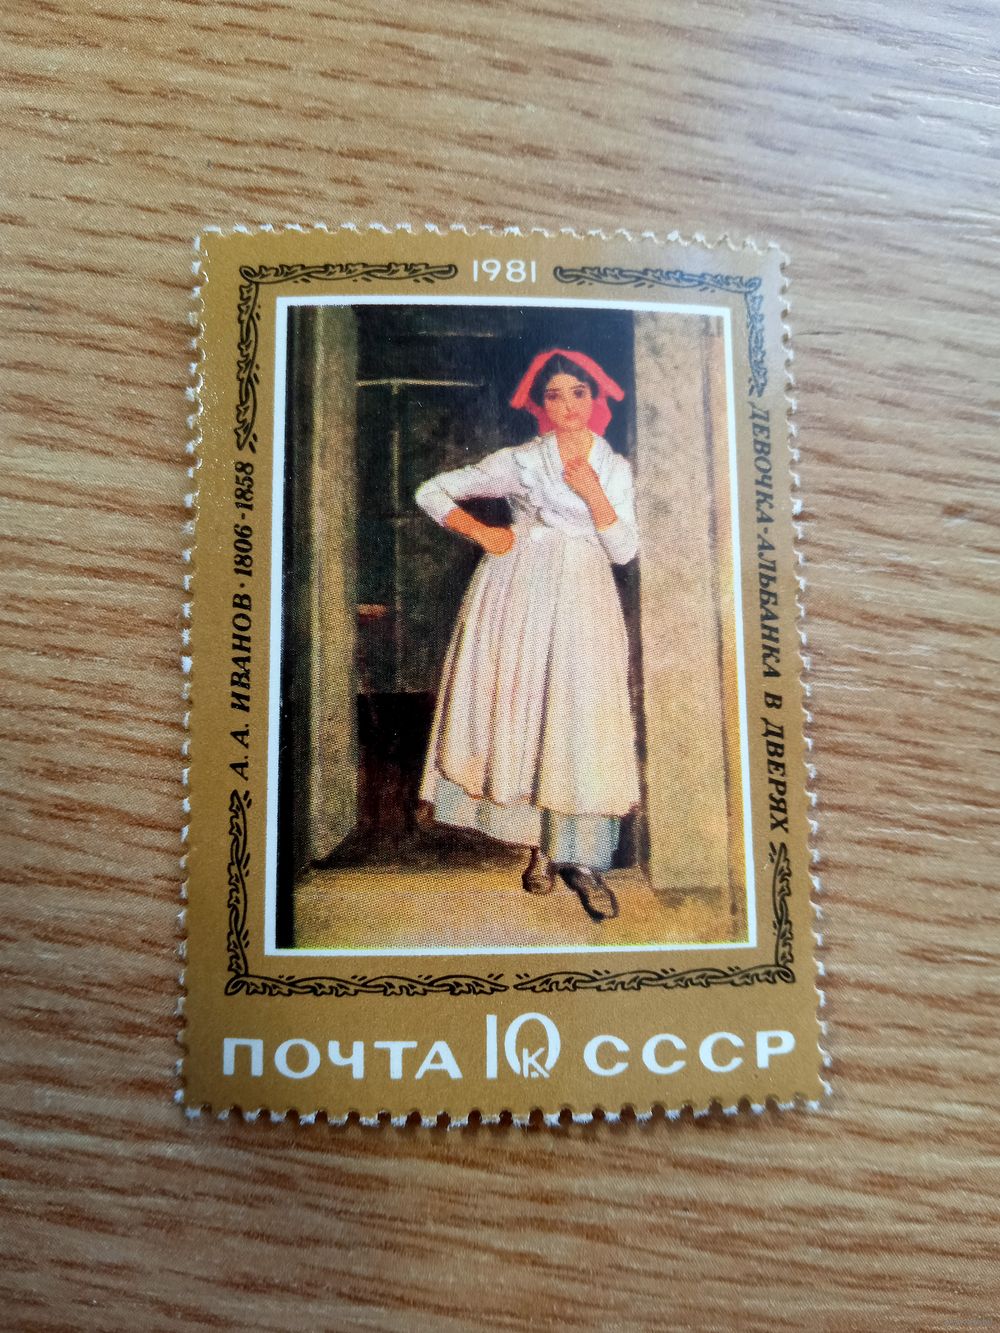 1981
А. А. ИВАНОВ · 1806-1858
ДЕВОЧКА-АЛЬБАНКА В ДВЕРЯХ
ПОЧТА 10К СССР